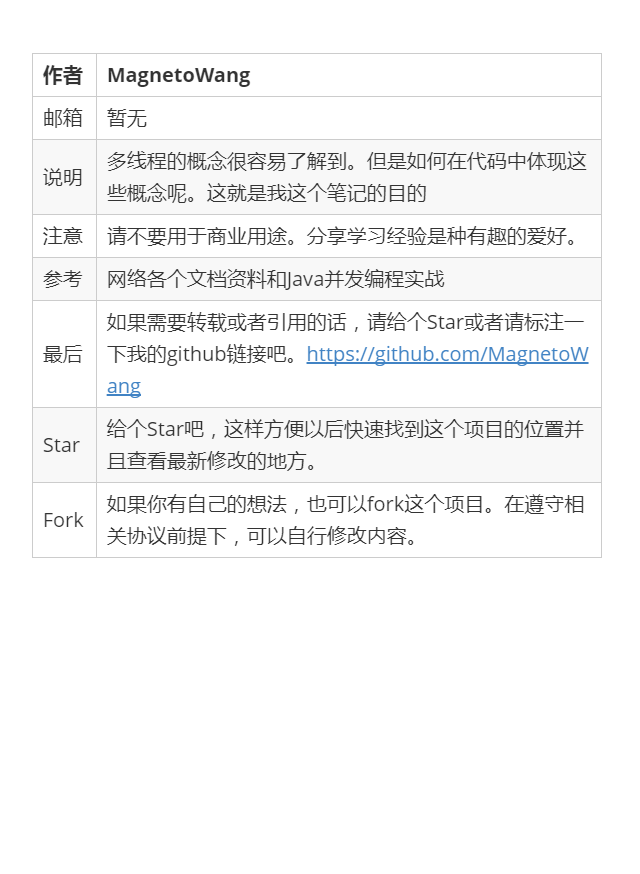 作者 MagnetoWang
邮箱 暂无
说明 多线程的概念很容易了解到。但是如何在代码中体现这
些概念呢。这就是我这个笔记的目的
注意 请不要用于商业用途。分享学习经验是种有趣的爱好。
参考 网络各个文档资料和Java并发编程实战
最后 如果需要转载或者引用的话，请给个Star或者请标注一
下我的github链接吧。https://github.com/MagnetoW
ang
Star 给个Star吧，这样方便以后快速找到这个项目的位置并
且查看最新修改的地方。
Fork 如果你有自己的想法，也可以fork这个项目。在遵守相
关协议前提下，可以自行修改内容。